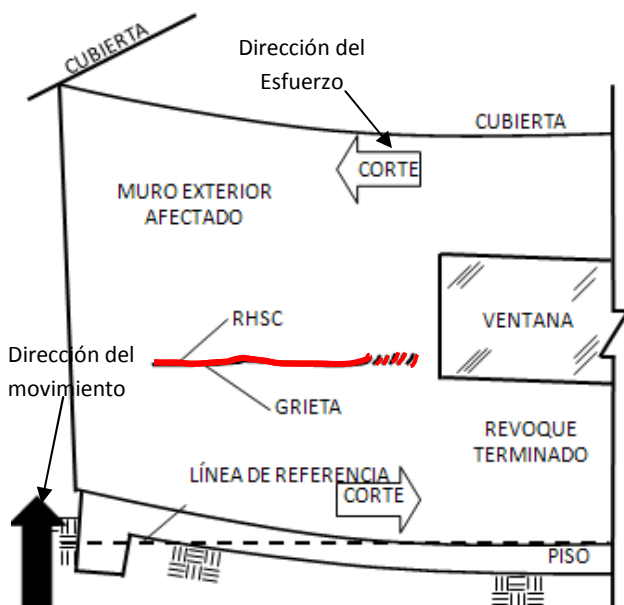 CUBIERTA
Dirección del
Esfuerzo
CUBIERTA
CORTE
MURO EXTERIOR
AFECTADO
RHSC
VENTANA
Dirección del
movimiento
GRIETA
REVOQUE
TERMINADO
LÍNEA DE REFERENCIA
CORTE
PISO